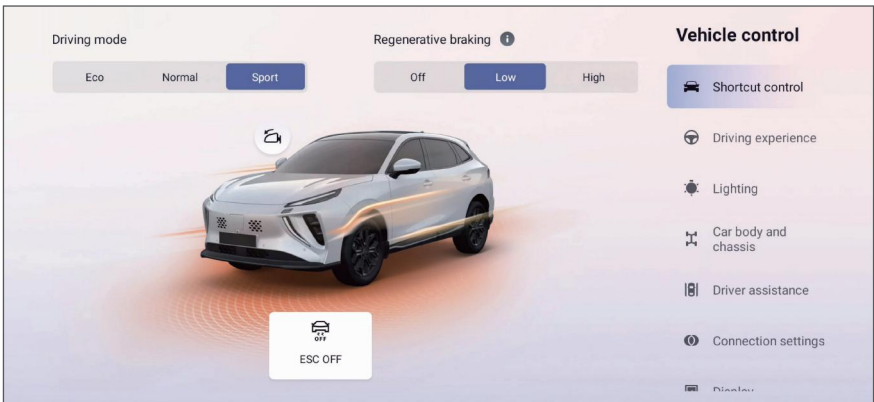 Driving mode
Regenerative braking
Vehicle control
Eco Normal Sport
Off Low High
Shortcut control
Driving experience
Lighting
Car body and
chassis
Driver assistance
Connection settings
Display
OFF
ESC OFF